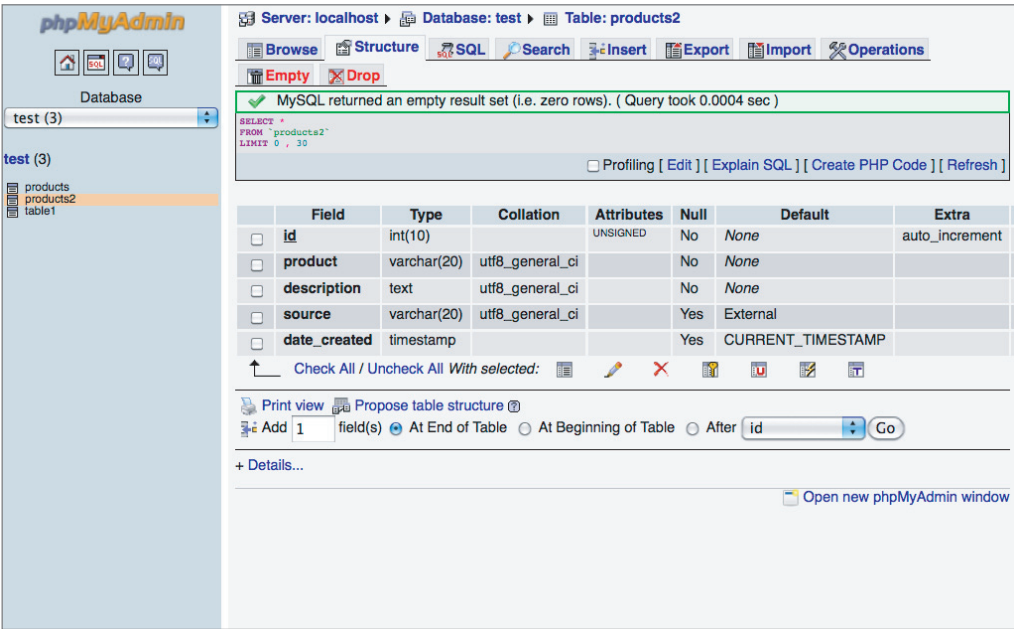 phpMyAdmin
SQL
Database
test (3)
test (3)
products
products2
table1
Server: localhost Database: test Table: products2
Browse Structure SQL Search Insert Export Import Operations
Empty Drop
MySQL returned an empty result set (i.e. zero rows). ( Query took 0.0004 sec )
SELECT *
FROM `products2`
LIMIT 0 , 30
Profiling [ Edit ] [ Explain SQL ] [ Create PHP Code ] [ Refresh ]
Field Type Collation Attributes Null Default Extra
id int(10) UNSIGNED No None auto_increment
product varchar(20) utf8_general_ci No None
description text utf8_general_ci No None
source varchar(20) utf8_general_ci Yes External
date_created timestamp Yes CURRENT_TIMESTAMP
Check All / Uncheck All With selected:
Print view Propose table structure
Add 1 field(s) At End of Table At Beginning of Table After id Go
+ Details...
Open new phpMyAdmin window